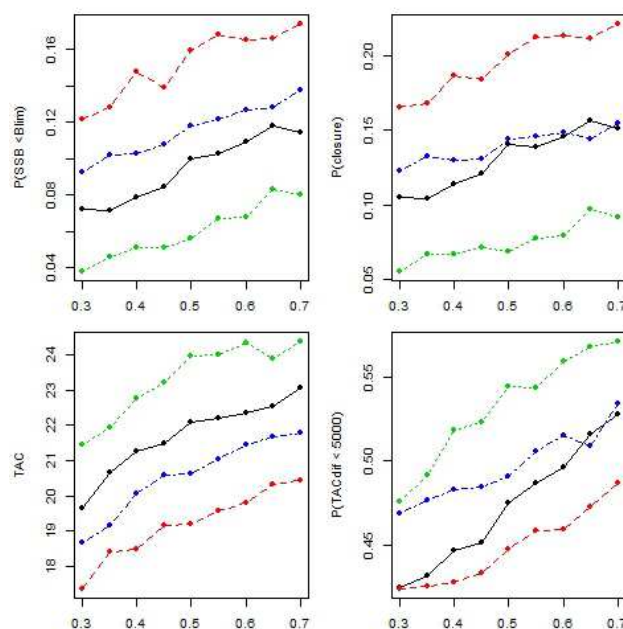 P(SSB <Blim)
0.04 0.08 0.12 0.16
0.3 0.4 0.5 0.6 0.7
P(closure)
0.05 0.10 0.15 0.20
0.3 0.4 0.5 0.6 0.7
TAC
18 19 20 21 22 23 24
0.3 0.4 0.5 0.6 0.7
P(TACdif < 5000)
0.45 0.50 0.55
0.3 0.4 0.5 0.6 0.7